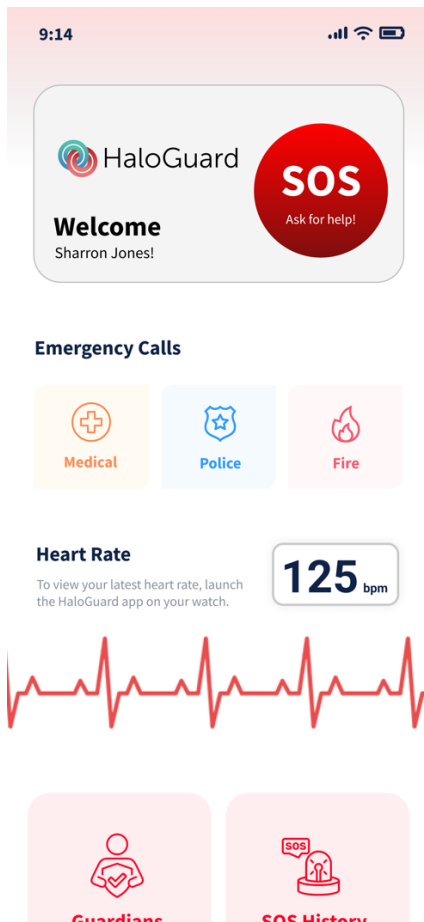 9:14
HaloGuard
SOS
Ask for help!
Welcome
Sharron Jones!
Emergency Calls
Medical
Police
Fire
Heart Rate
To view your latest heart rate, launch
the HaloGuard app on your watch.
125 bpm
SOS
Guardians
SOS History